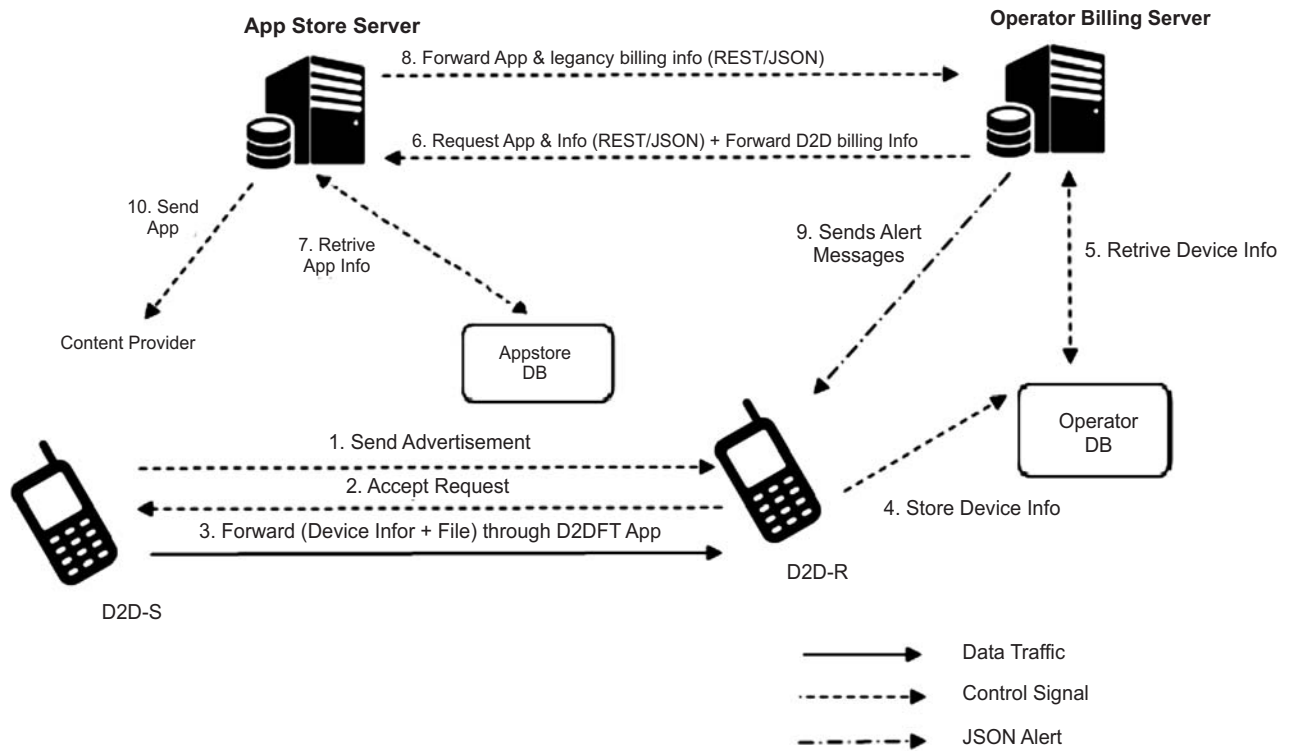 App Store Server
Operator Billing Server
8. Forward App & legancy billing info (REST/JSON)
6. Request App & Info (REST/JSON) + Forward D2D billing Info
10. Send
App
7. Retrive
App Info
9. Sends Alert
Messages
5. Retrive Device Info
Content Provider
Appstore
DB
Operator
DB
1. Send Advertisement
2. Accept Request
3. Forward (Device Infor + File) through D2DFT App
4. Store Device Info
D2D-S
D2D-R
Data Traffic
Control Signal
JSON Alert